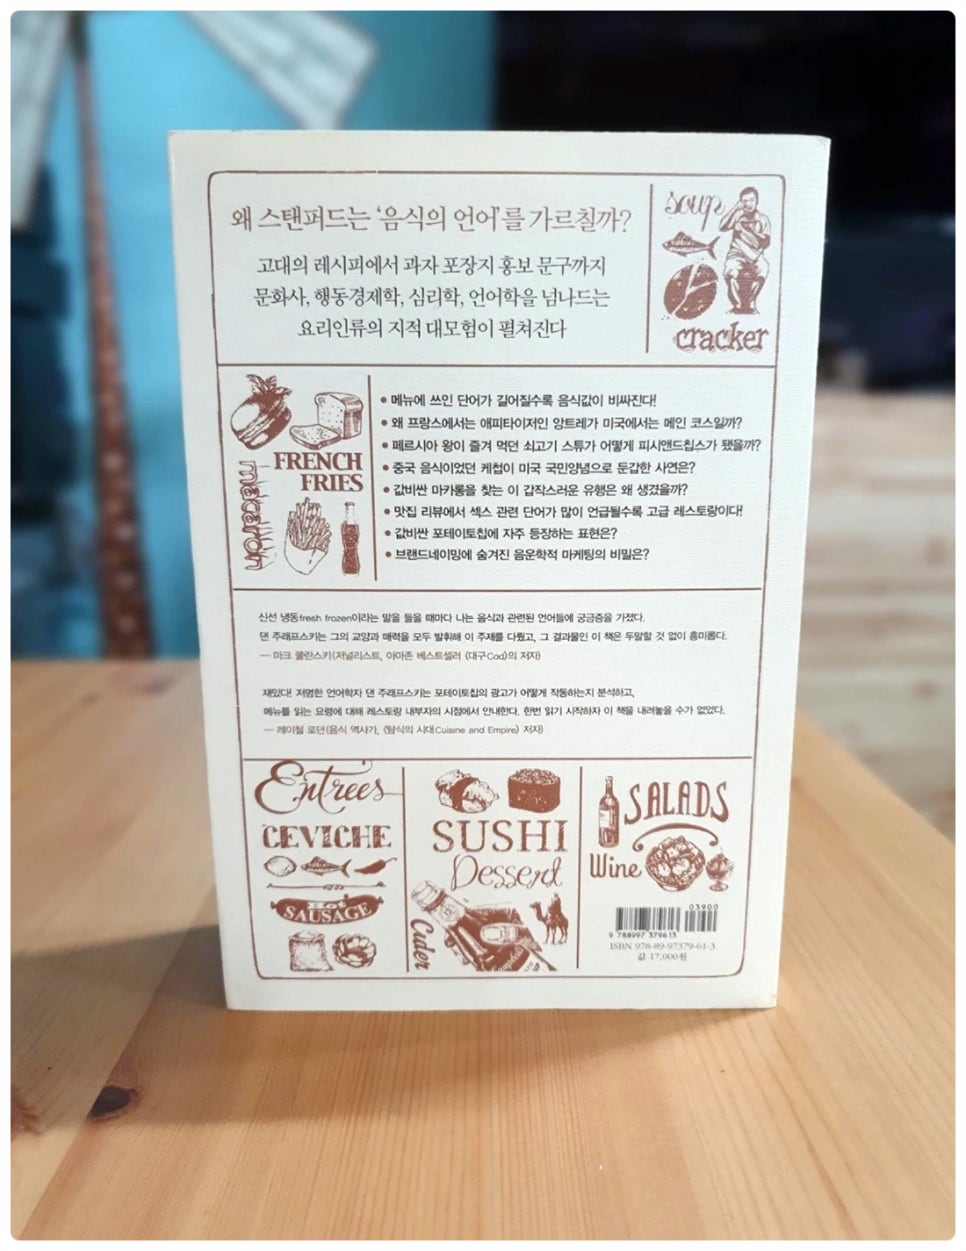 왜 스탠퍼드는 ‘음식의 언어’를 가르칠까?
고대의 레시피에서 과자 포장지 홍보 문구까지
문화사, 행동경제학, 심리학, 언어학을 넘나드는
요리인류의 지적 대모험이 펼쳐진다
soup
cracker
macaron
FRENCH
FRIES
• 메뉴에 쓰인 단어가 길어질수록 음식값이 비싸진다!
• 왜 프랑스에서는 애피타이저인 앙트레가 미국에서는 메인 코스일까?
• 페르시아 왕이 즐겨 먹던 쇠고기 스튜가 어떻게 피시앤드칩스가 됐을까?
• 중국 음식이었던 케첩이 미국 국민양념으로 둔갑한 사연은?
• 값비싼 마카롱을 찾는 이 갑작스러운 유행은 왜 생겼을까?
• 맛집 리뷰에서 섹스 관련 단어가 많이 언급될수록 고급 레스토랑이다!
• 값비싼 포테이토칩에 자주 등장하는 표현은?
• 브랜드네이밍에 숨겨진 음운학적 마케팅의 비밀은?
신선 냉동fresh frozen이라는 말을 들을 때마다 나는 음식과 관련된 언어들에 궁금증을 가졌다.
댄 주래프스키는 그의 교양과 매력을 모두 발휘해 이 주제를 다뤘고, 그 결과물인 이 책은 두말할 것 없이 흥미롭다.
— 마크 쿨란스키(저널리스트, 아마존 베스트셀러 《대구Cod》의 저자)
재밌다! 저명한 언어학자 댄 주래프스키는 포테이토칩의 광고가 어떻게 작동하는지 분석하고,
메뉴를 읽는 요령에 대해 레스토랑 내부자의 시점에서 안내한다. 한번 읽기 시작하자 이 책을 내려놓을 수가 없었다.
— 레이철 로던(음식 역사가, 《탐식의 시대Cuisine and Empire》 저자)
Entrées
CEVICHE
Hot
SAUSAGE
SUSHI
Dessert
Cider
SALADS
Wine
03900
9 788997 379613
ISBN 978-89-97379-61-3
값 17,000원